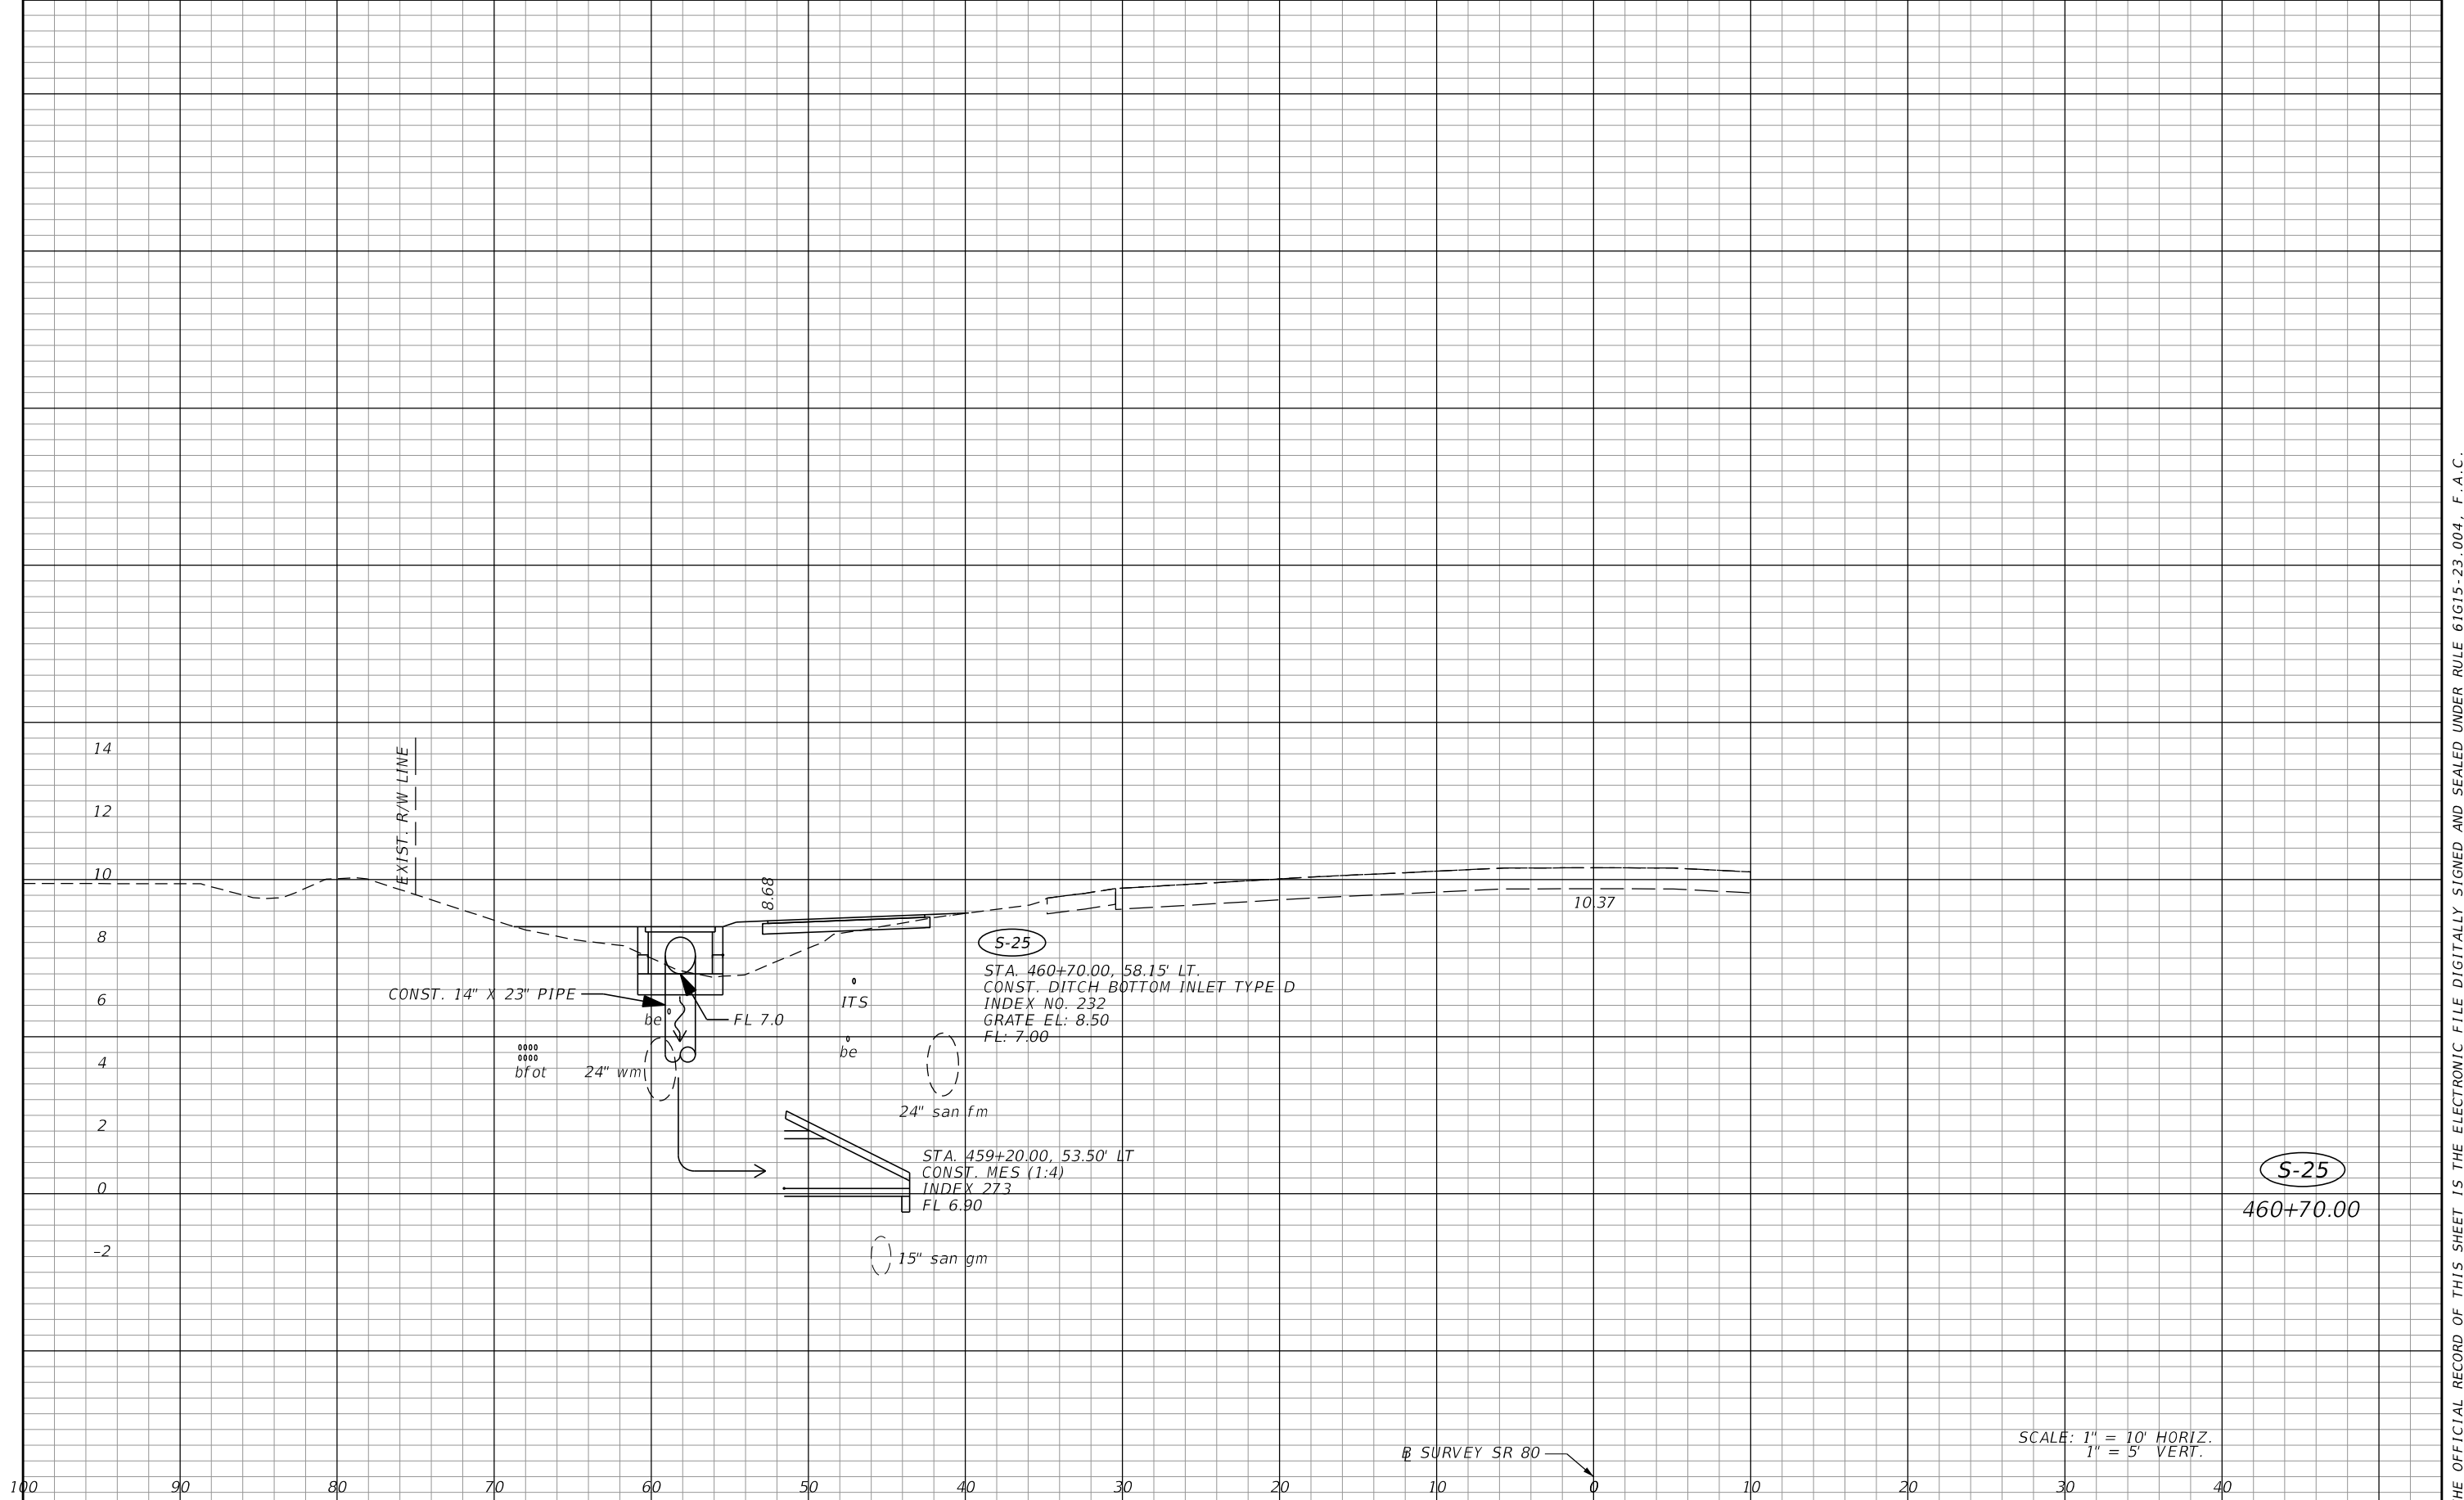 14
12
10
8
6
4
2
0
-2
EXIST. R/W LINE
8.68
10.37
S-25
STA. 460+70.00, 58.15' LT.
CONST. DITCH BOTTOM INLET TYPE D
INDEX NO. 232
GRATE EL: 8.50
FL: 7.00
CONST. 14" X 23" PIPE
be
FL 7.0
ITS
be
bfot
24" wm
24" san fm
STA. 459+20.00, 53.50' LT
CONST. MES (1:4)
INDEX 273
FL 6.90
15" san gm
S-25
460+70.00
B SURVEY SR 80
SCALE: 1" = 10' HORIZ.
1" = 5' VERT.
100 90 80 70 60 50 40 30 20 10 0 10 20 30 40
HE OFFICIAL RECORD OF THIS SHEET IS THE ELECTRONIC FILE DIGITALLY SIGNED AND SEALED UNDER RULE 61G15-23.004, F.A.C.